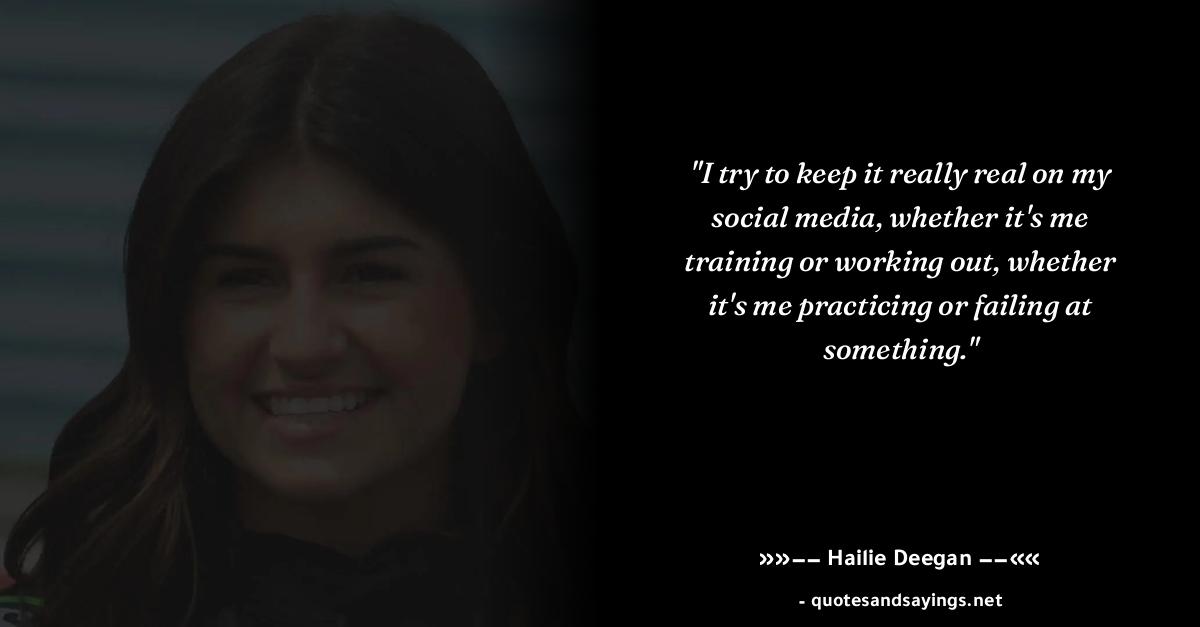 "I try to keep it really real on my
social media, whether it's me
training or working out, whether
it's me practicing or failing at
something."
»»–– Hailie Deegan ––««
- quotesandsayings.net